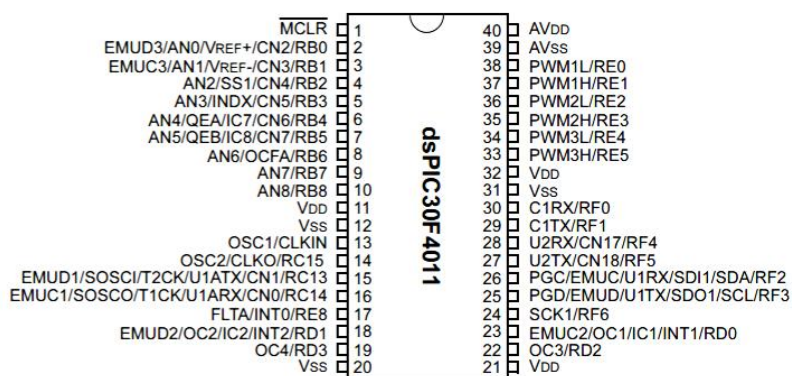 MCLR 1 40 AVDD
EMUD3/AN0/VREF+/CN2/RB0 2 39 AVSS
EMUC3/AN1/VREF-/CN3/RB1 3 38 PWM1L/RE0
AN2/SS1/CN4/RB2 4 37 PWM1H/RE1
AN3/INDX/CN5/RB3 5 36 PWM2L/RE2
AN4/QEA/IC7/CN6/RB4 6 35 PWM2H/RE3
AN5/QEB/IC8/CN7/RB5 7 34 PWM3L/RE4
AN6/OCFA/RB6 8 33 PWM3H/RE5
AN7/RB7 9 32 VDD
AN8/RB8 10 31 VSS
VDD 11 30 C1RX/RF0
VSS 12 29 C1TX/RF1
OSC1/CLKIN 13 28 U2RX/CN17/RF4
OSC2/CLKO/RC15 14 27 U2TX/CN18/RF5
EMUD1/SOSCI/T2CK/U1ATX/CN1/RC13 15 26 PGC/EMUC/U1RX/SDI1/SDA/RF2
EMUC1/SOSCO/T1CK/U1ARX/CN0/RC14 16 25 PGD/EMUD/U1TX/SDO1/SCL/RF3
FLTA/INT0/RE8 17 24 SCK1/RF6
EMUD2/OC2/IC2/INT2/RD1 18 23 EMUC2/OC1/IC1/INT1/RD0
OC4/RD3 19 22 OC3/RD2
VSS 20 21 VDD
dsPIC30F4011